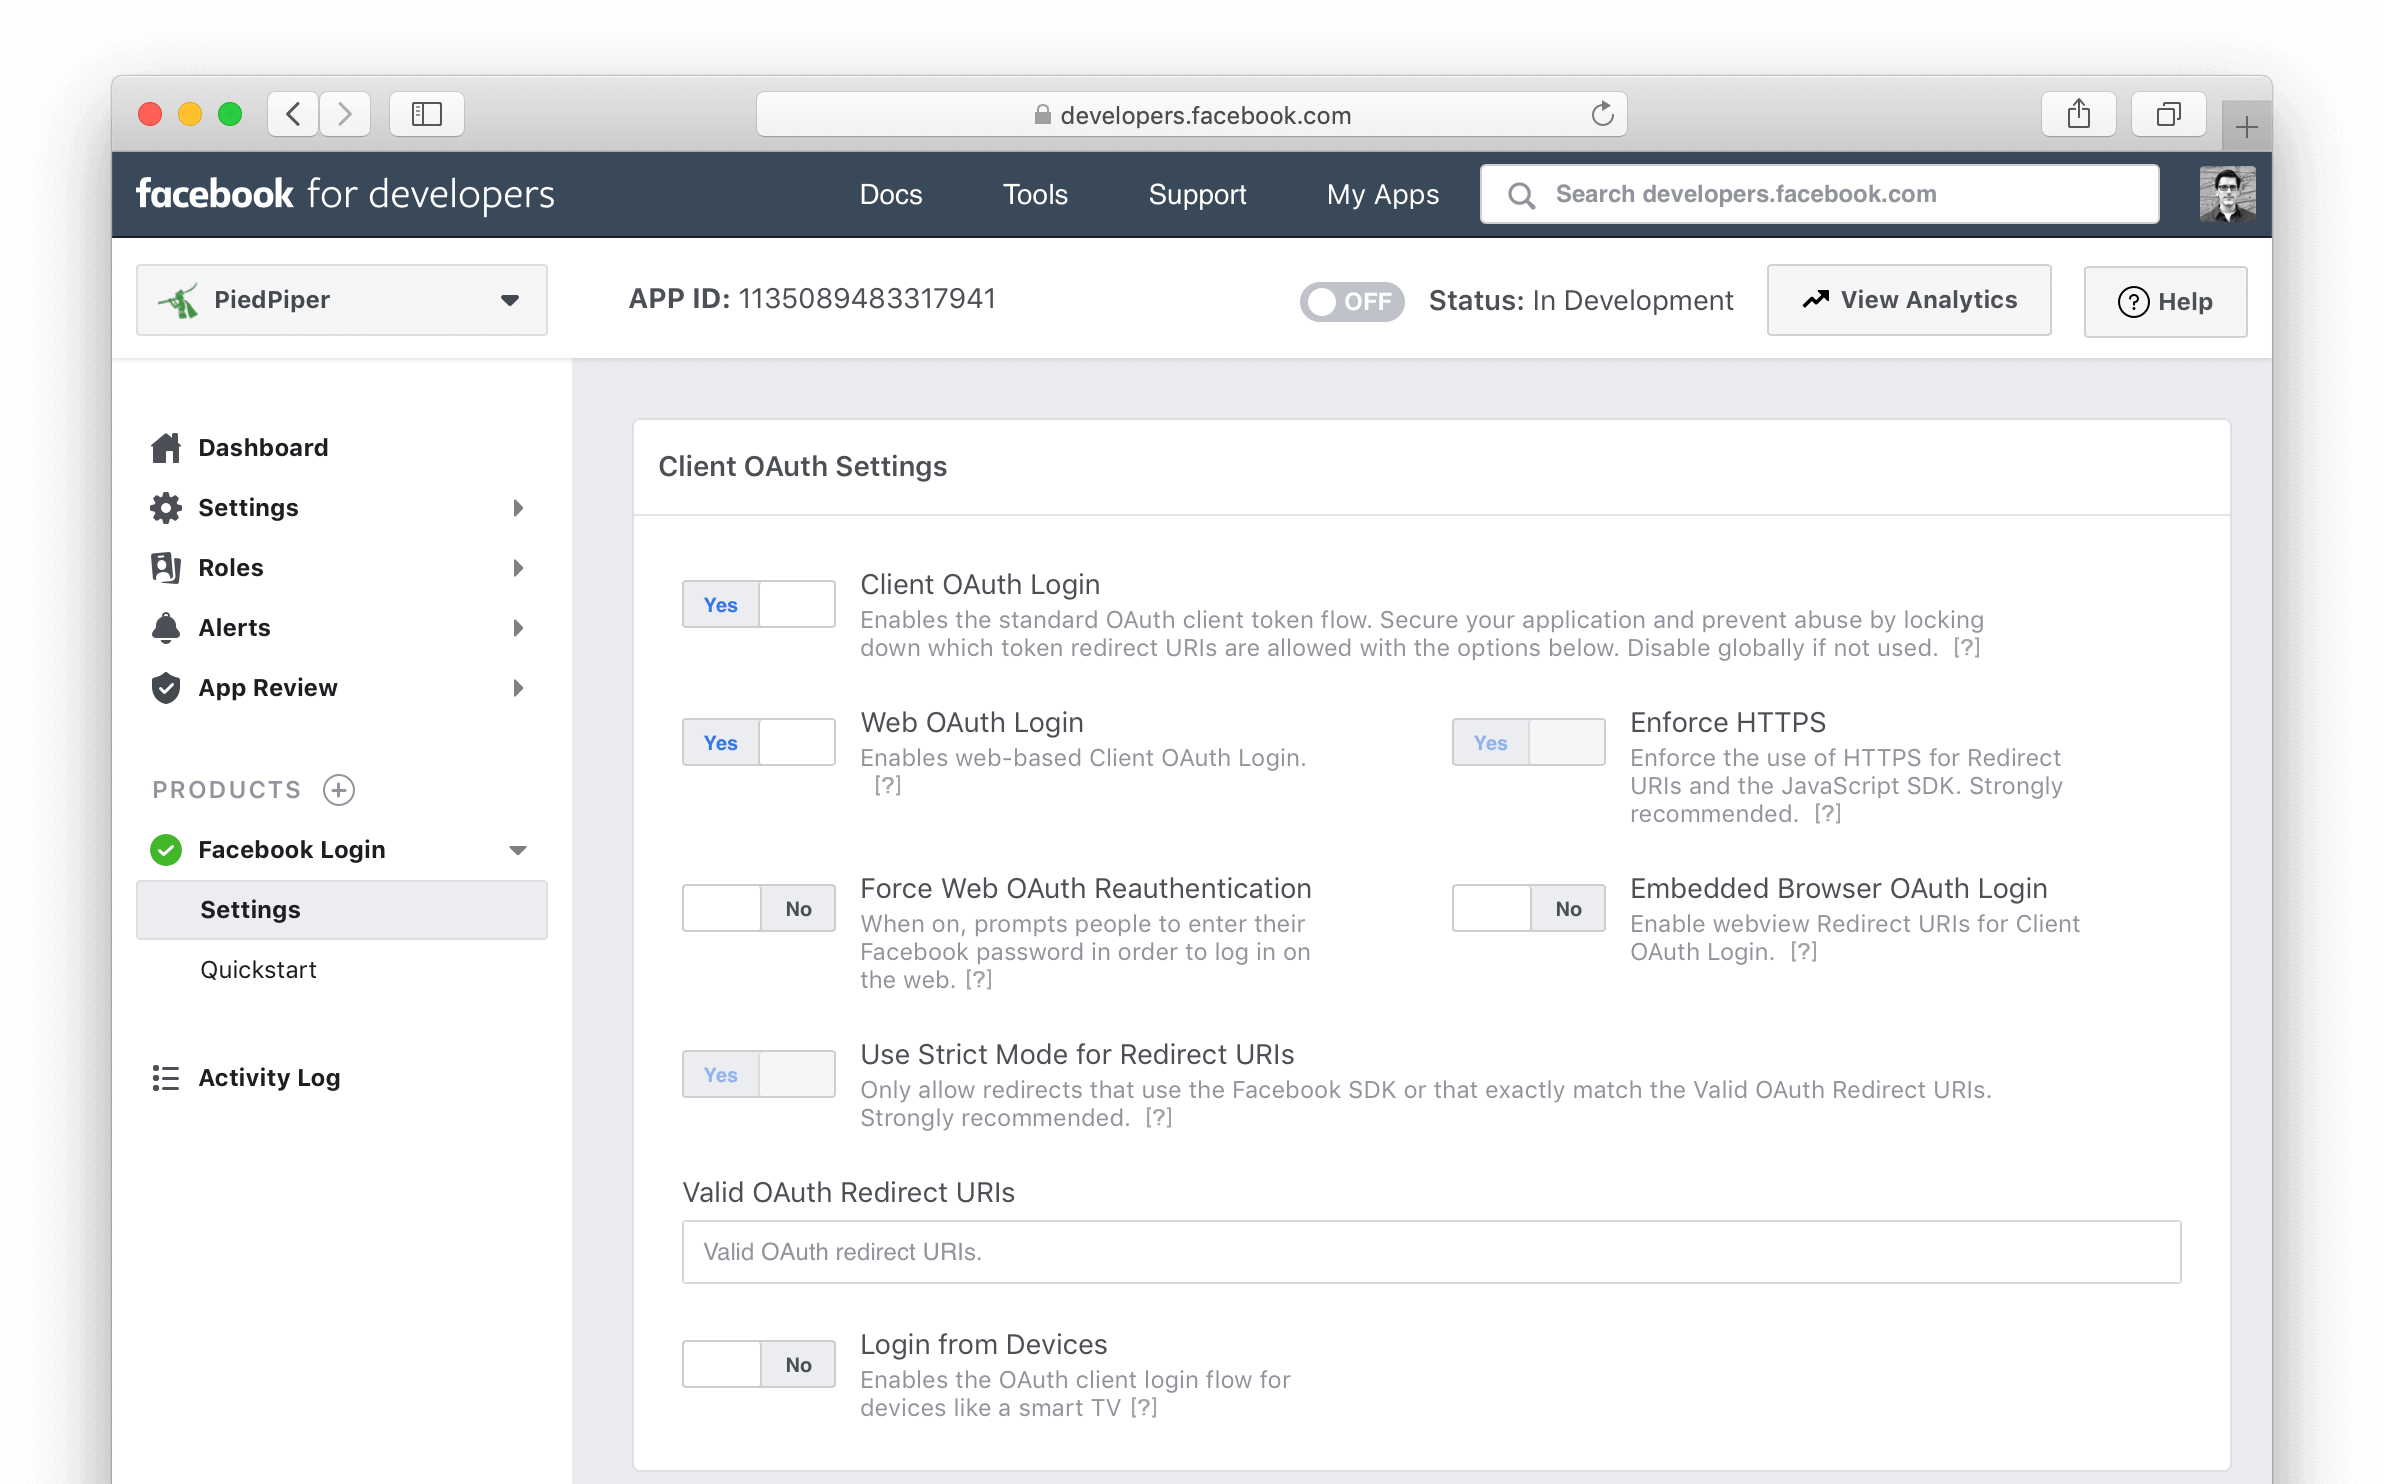 developers.facebook.com
facebook for developers
Docs
Tools
Support
My Apps
Search developers.facebook.com
PiedPiper
APP ID: 1135089483317941
OFF
Status: In Development
View Analytics
? Help
Dashboard
Settings
Roles
Alerts
App Review
PRODUCTS
Facebook Login
Settings
Quickstart
Activity Log
Client OAuth Settings
Yes
Client OAuth Login
Enables the standard OAuth client token flow. Secure your application and prevent abuse by locking
down which token redirect URIs are allowed with the options below. Disable globally if not used. [?]
Yes
Web OAuth Login
Enables web-based Client OAuth Login.
[?]
Yes
Enforce HTTPS
Enforce the use of HTTPS for Redirect
URIs and the JavaScript SDK. Strongly
recommended. [?]
No
Force Web OAuth Reauthentication
When on, prompts people to enter their
Facebook password in order to log in on
the web. [?]
No
Embedded Browser OAuth Login
Enable webview Redirect URIs for Client
OAuth Login. [?]
Yes
Use Strict Mode for Redirect URIs
Only allow redirects that use the Facebook SDK or that exactly match the Valid OAuth Redirect URIs.
Strongly recommended. [?]
Valid OAuth Redirect URIs
Valid OAuth redirect URIs.
No
Login from Devices
Enables the OAuth client login flow for
devices like a smart TV [?]